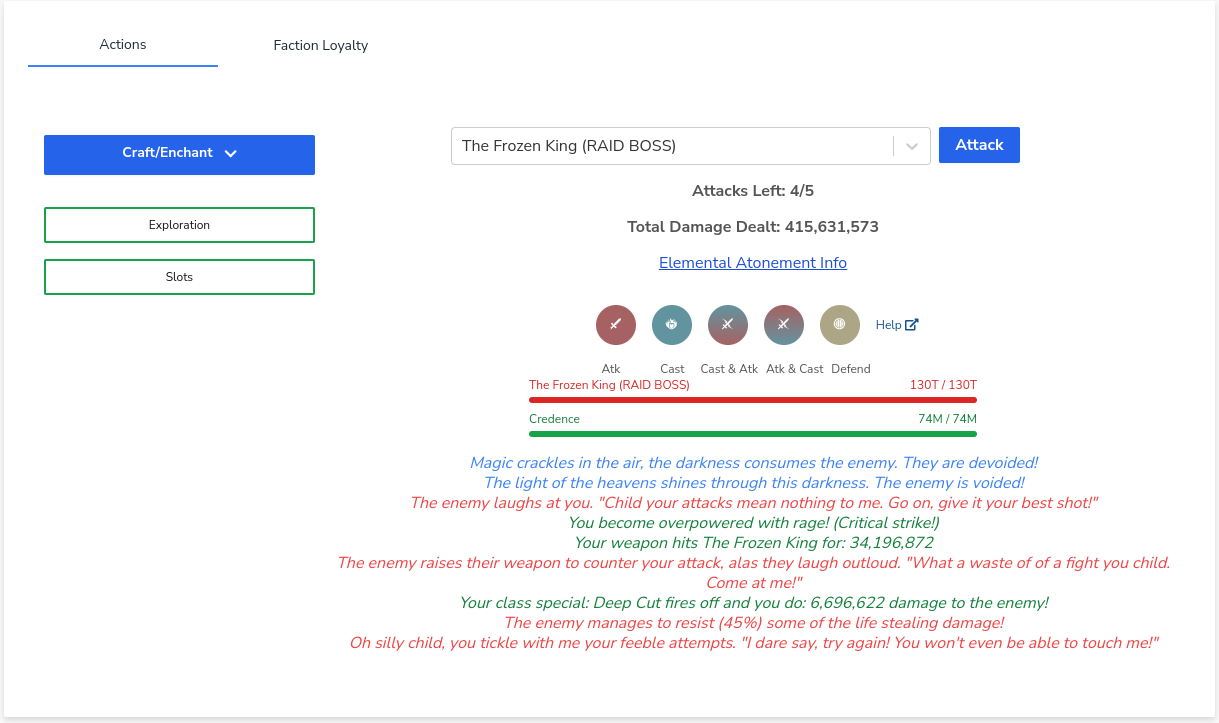 Actions Faction Loyalty
Craft/Enchant
Exploration
Slots
The Frozen King (RAID BOSS) Attack
Attacks Left: 4/5
Total Damage Dealt: 415,631,573
Elemental Atonement Info
Help
Atk Cast Cast & Atk Atk & Cast Defend
The Frozen King (RAID BOSS) 130T / 130T
Credence 74M / 74M
Magic crackles in the air, the darkness consumes the enemy. They are devoided!
The light of the heavens shines through this darkness. The enemy is voided!
The enemy laughs at you. "Child your attacks mean nothing to me. Go on, give it your best shot!"
You become overpowered with rage! (Critical strike!)
Your weapon hits The Frozen King for: 34,196,872
The enemy raises their weapon to counter your attack, alas they laugh outloud. "What a waste of of a fight you child.
Come at me!"
Your class special: Deep Cut fires off and you do: 6,696,622 damage to the enemy!
The enemy manages to resist (45%) some of the life stealing damage!
Oh silly child, you tickle with me your feeble attempts. "I dare say, try again! You won't even be able to touch me!"